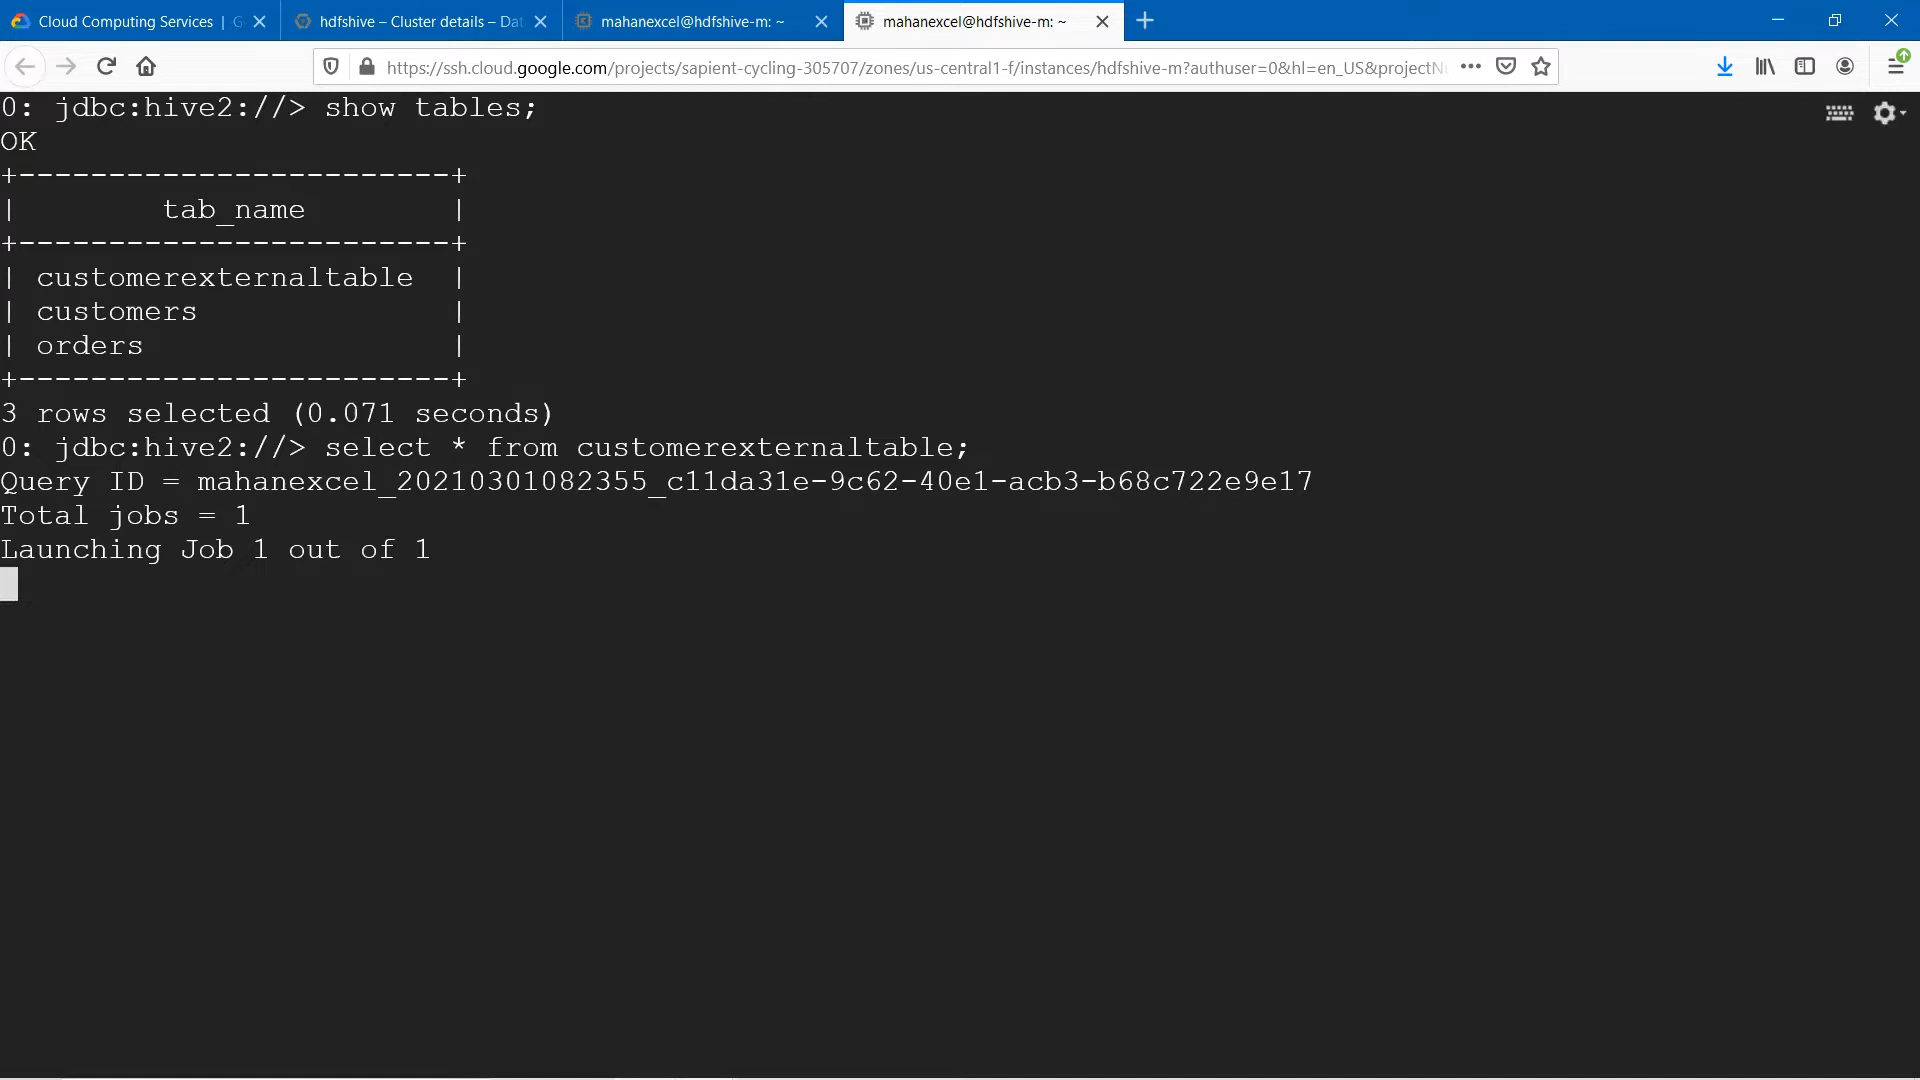 Cloud Computing Services | G
hdfshive – Cluster details – Dat
mahanexcel@hdfshive-m: ~
mahanexcel@hdfshive-m: ~
https://ssh.cloud.google.com/projects/sapient-cycling-305707/zones/us-central1-f/instances/hdfshive-m?authuser=0&hl=en_US&projectNu
0: jdbc:hive2://> show tables;
OK
+------------------------+
| tab_name |
+------------------------+
| customerexternaltable |
| customers |
| orders |
+------------------------+
3 rows selected (0.071 seconds)
0: jdbc:hive2://> select * from customerexternaltable;
Query ID = mahanexcel_20210301082355_c11da31e-9c62-40e1-acb3-b68c722e9e17
Total jobs = 1
Launching Job 1 out of 1